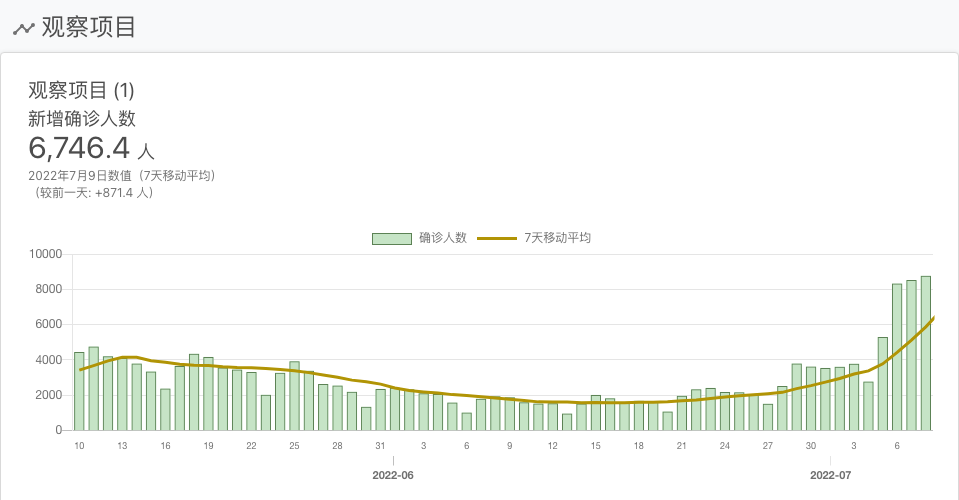 观察项目
观察项目 (1)
新增确诊人数
6,746.4 人
2022年7月9日数值（7天移动平均）
（较前一天: +871.4 人）
确诊人数 7天移动平均
10000
8000
6000
4000
2000
0
10 13 16 19 22 25 28 31 3 6 9 12 15 18 21 24 27 30 3 6
2022-06 2022-07